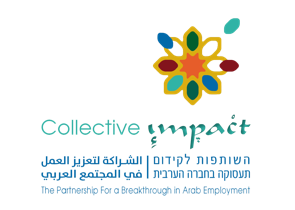 Collective impact
השותפות לקידום
תעסוקה בחברה הערבית
الشراكة لتعزيز العمل
في المجتمع العربي
The Partnership For a Breakthrough in Arab Employment